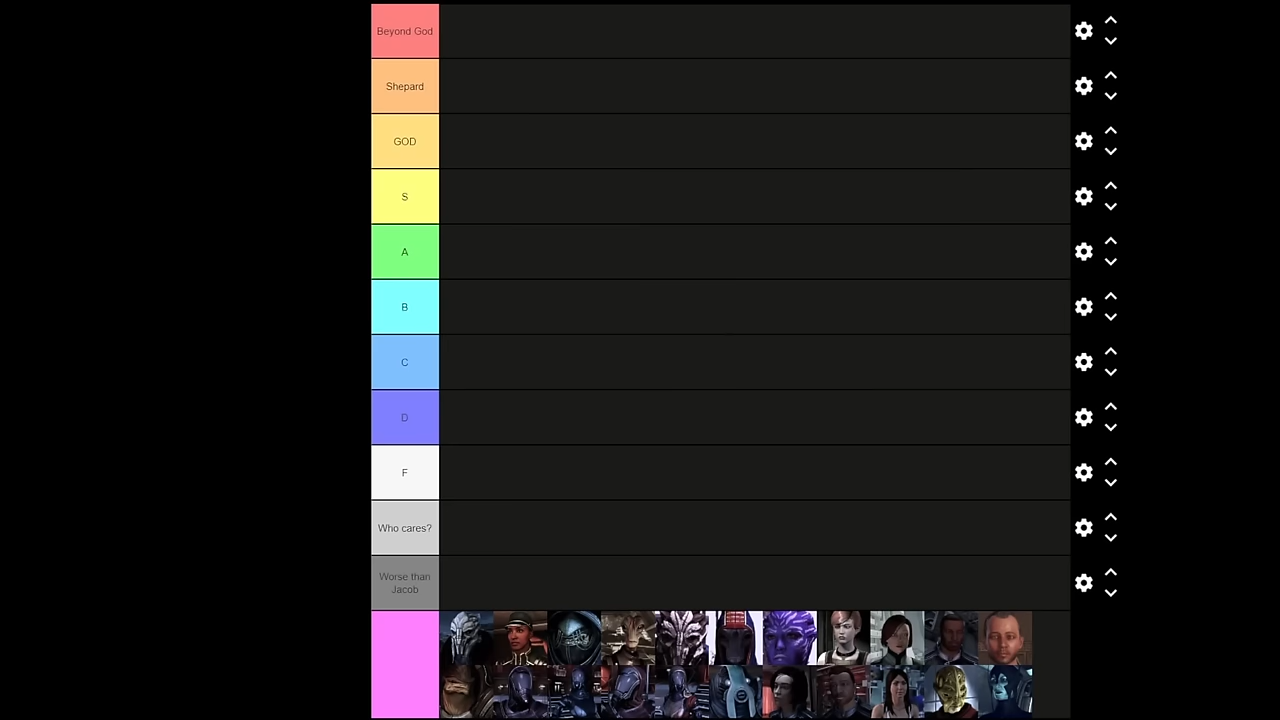 Beyond God
Shepard
GOD
S
A
B
C
D
F
Who cares?
Worse than
Jacob